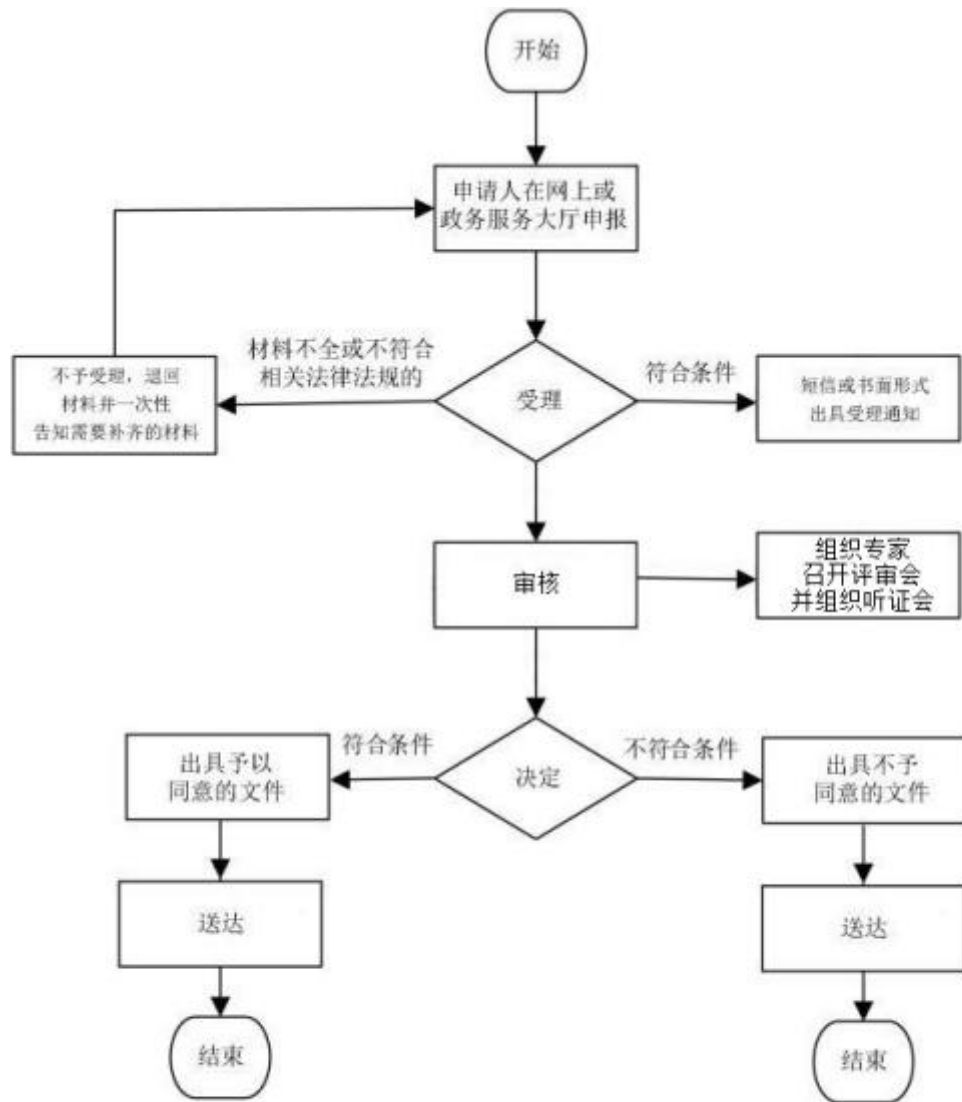 开始
申请人在网上或
政务服务大厅申报
材料不全或不符合
相关法律法规的
符合条件
不予受理，退回
材料并一次性
告知需要补齐的材料
受理
短信或书面形式
出具受理通知
审核
组织专家
召开评审会
并组织听证会
符合条件
不符合条件
出具予以
同意的文件
决定
出具不予
同意的文件
送达
送达
结束
结束